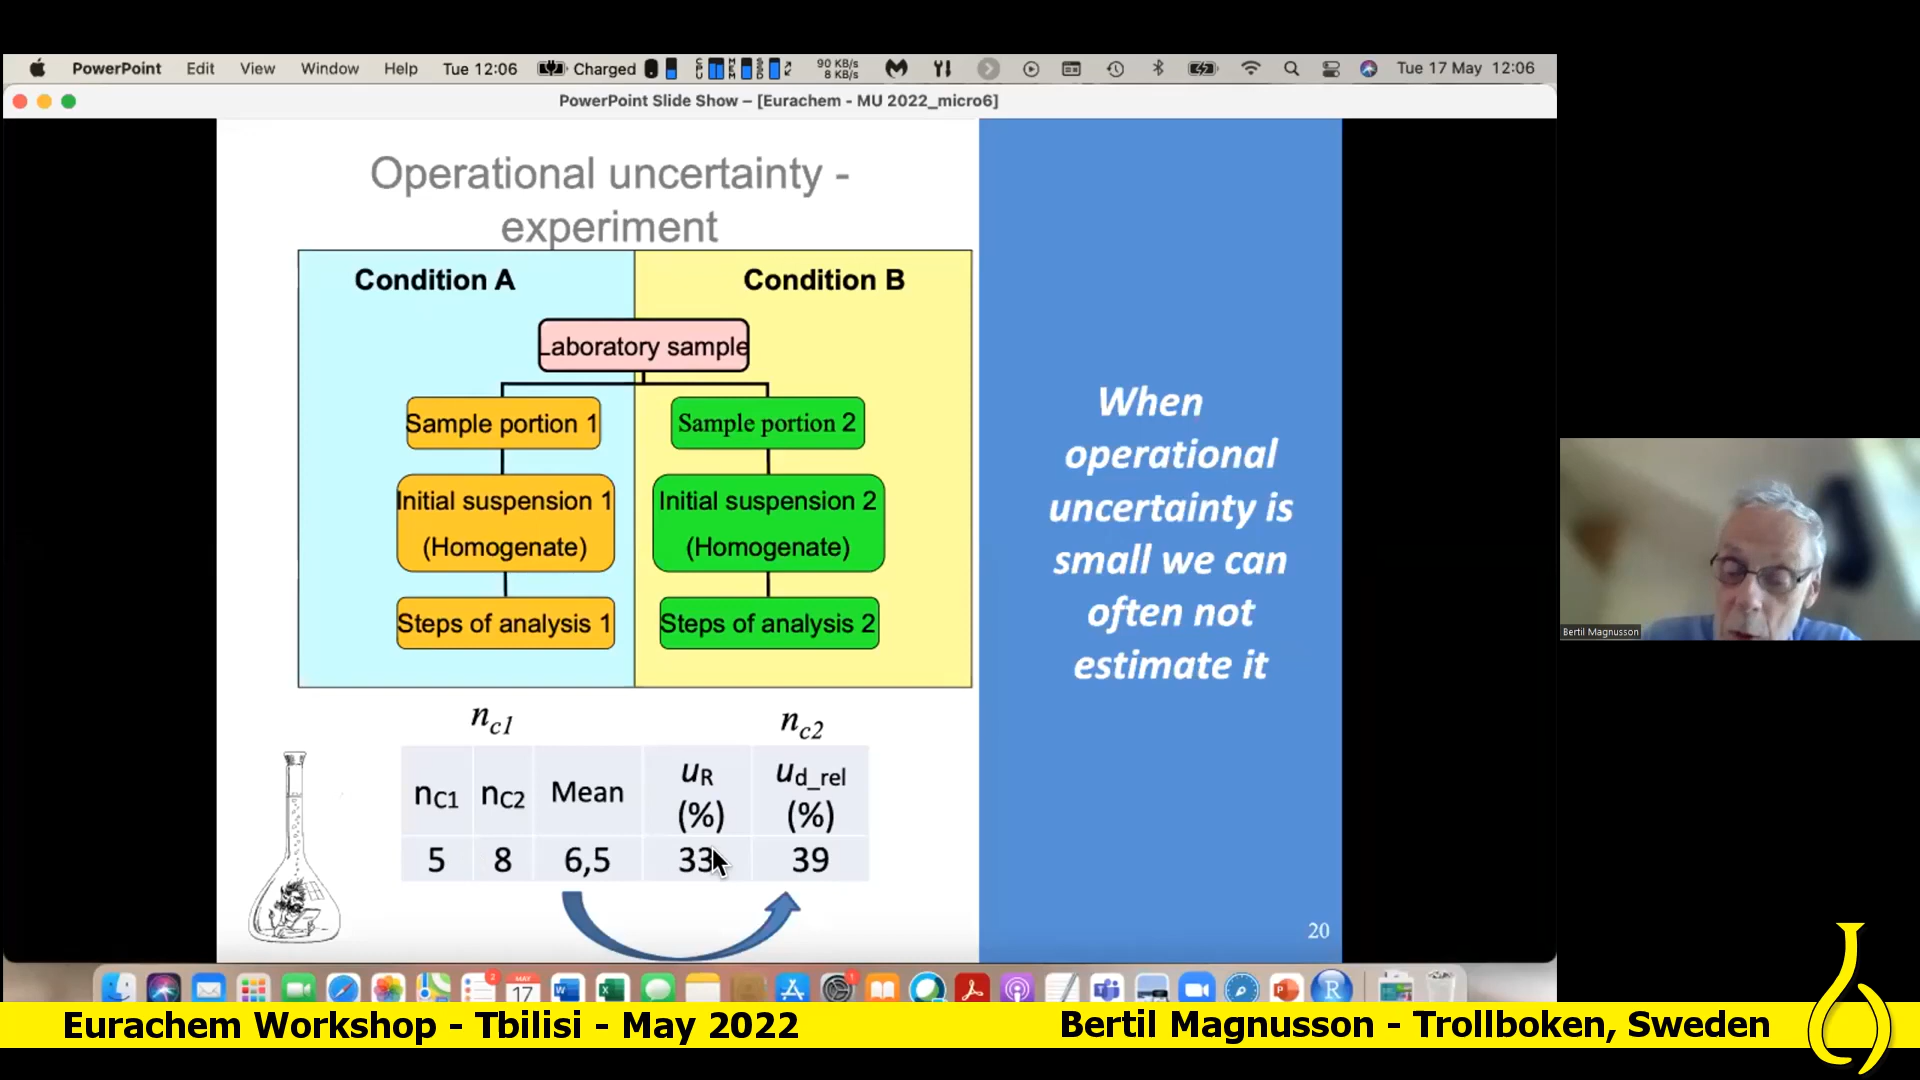 PowerPoint Edit View Window Help Tue 12:06 Charged 90 KB/s 8 KB/s Tue 17 May 12:06
PowerPoint Slide Show – [Eurachem - MU 2022_micro6]
Operational uncertainty -
experiment
Condition A
Condition B
Laboratory sample
Sample portion 1
Sample portion 2
Initial suspension 1
(Homogenate)
Initial suspension 2
(Homogenate)
Steps of analysis 1
Steps of analysis 2
nc1
nc2
nC1 nC2 Mean uR (%) ud_rel (%)
5 8 6,5 33 39
When
operational
uncertainty is
small we can
often not
estimate it
20
Bertil Magnusson
MAY
17
Eurachem Workshop - Tbilisi - May 2022
Bertil Magnusson - Trollboken, Sweden